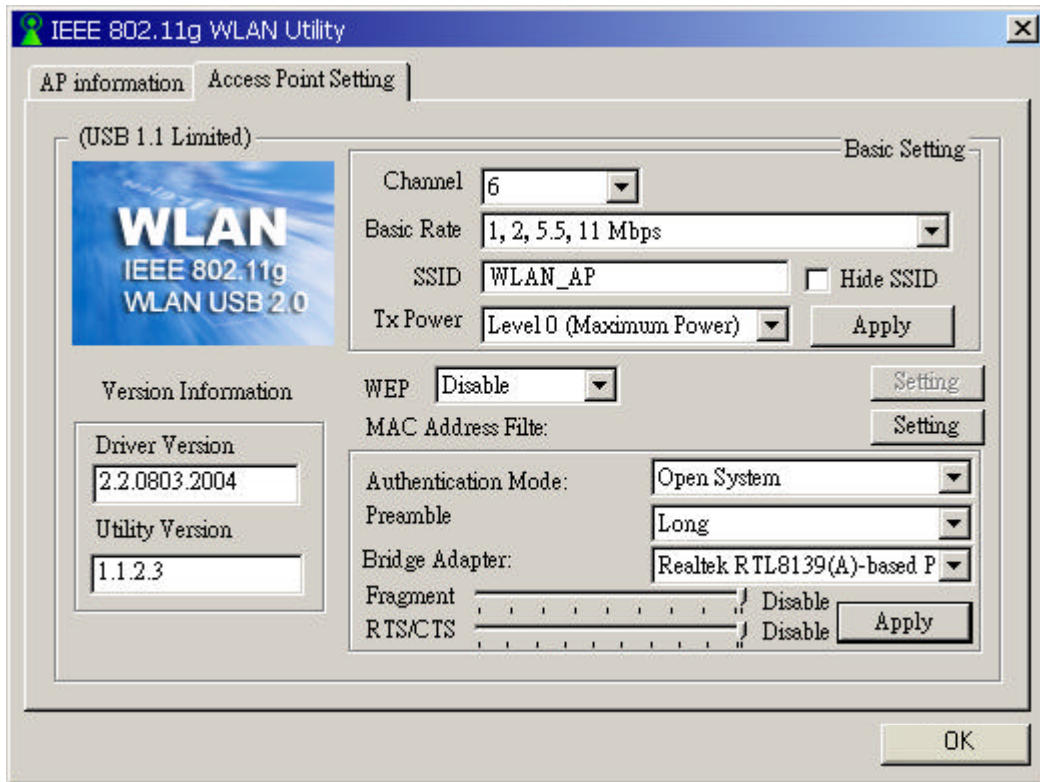 IEEE 802.11g WLAN Utility
AP information
Access Point Setting
(USB 1.1 Limited)
WLAN
IEEE 802.11g
WLAN USB 2.0
Basic Setting
Channel 6
Basic Rate 1, 2, 5.5, 11 Mbps
SSID WLAN_AP Hide SSID
Tx Power Level 0 (Maximum Power) Apply
Version Information
Driver Version
2.2.0803.2004
Utility Version
1.1.2.3
WEP Disable Setting
MAC Address Filte: Setting
Authentication Mode: Open System
Preamble Long
Bridge Adapter: Realtek RTL8139(A)-based P
Fragment Disable
RTS/CTS Disable Apply
OK